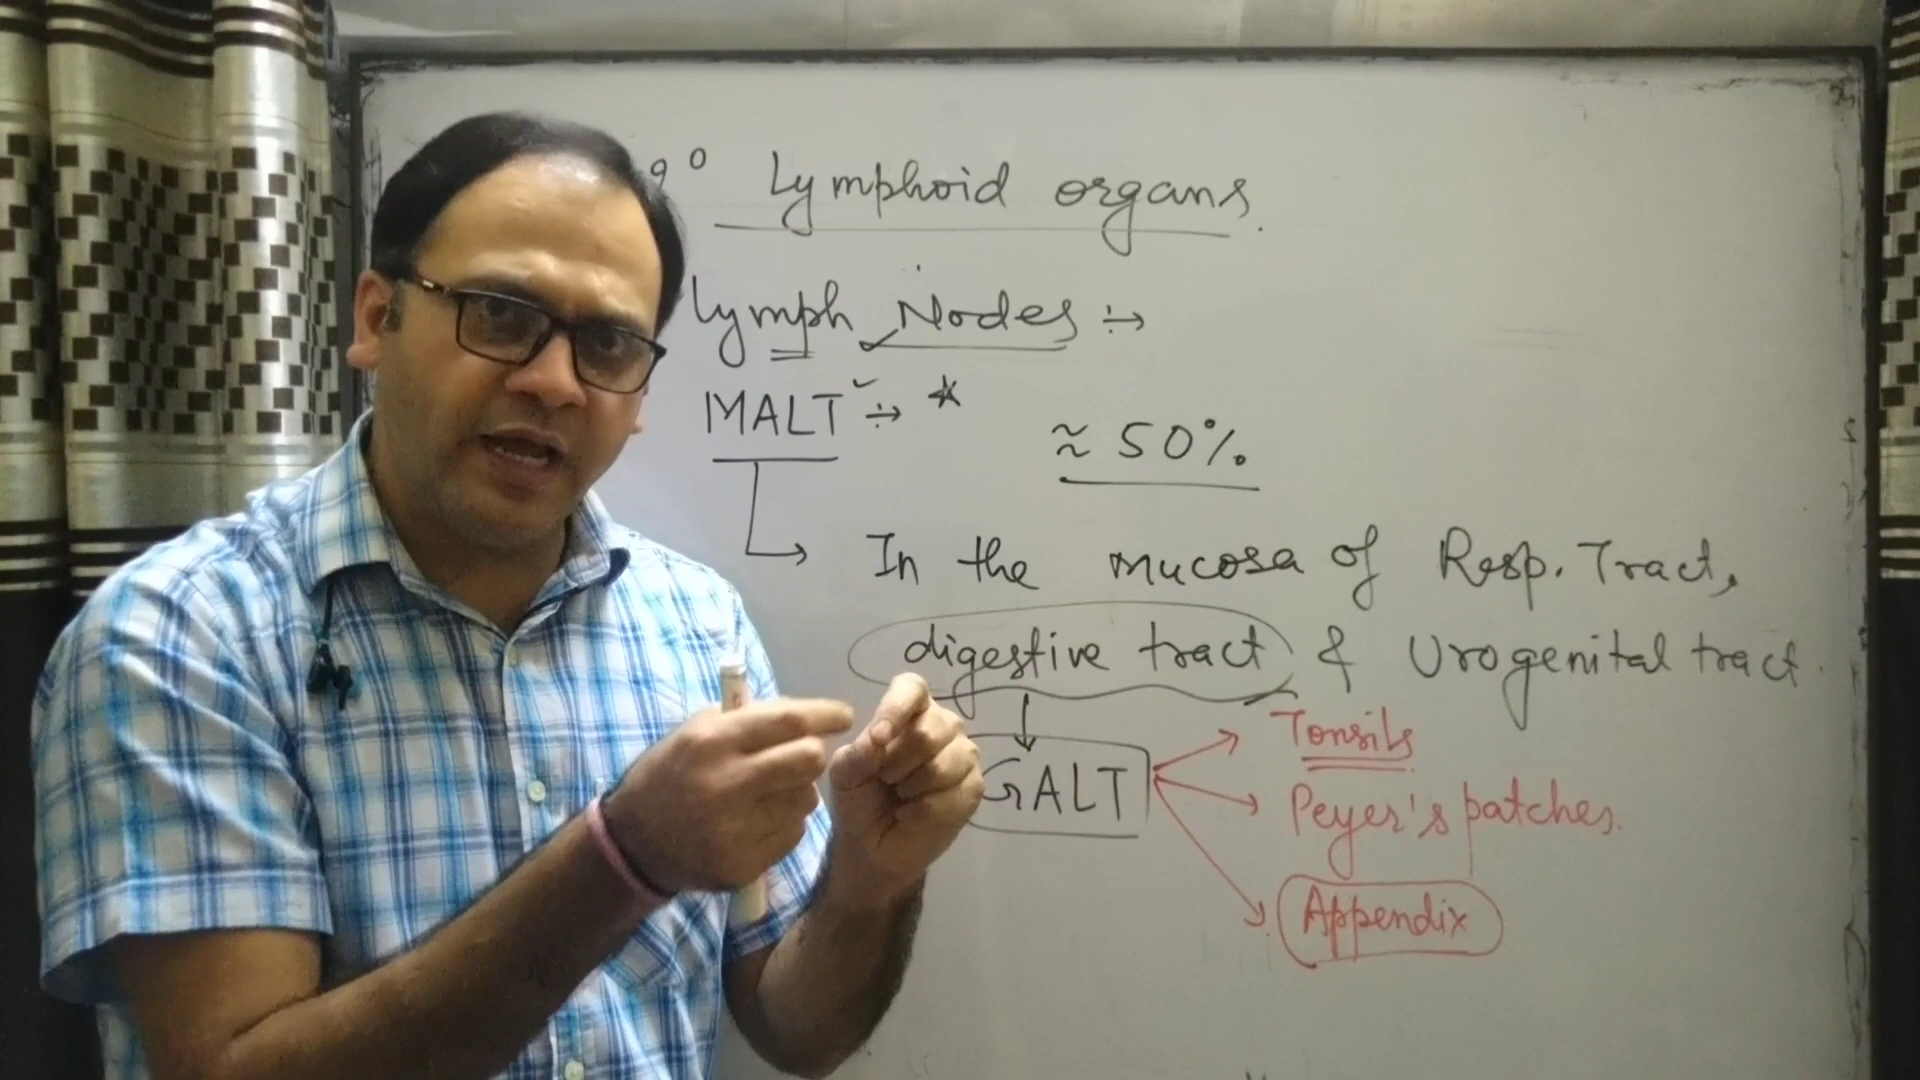 ° Lymphoid organs.
Lymph Nodes :→
MALT :→ *
≈ 50%.
→ In the mucosa of Resp. Tract,
digestive tract & Urogenital tract.
GALT
Tonsils
Peyer's patches.
Appendix